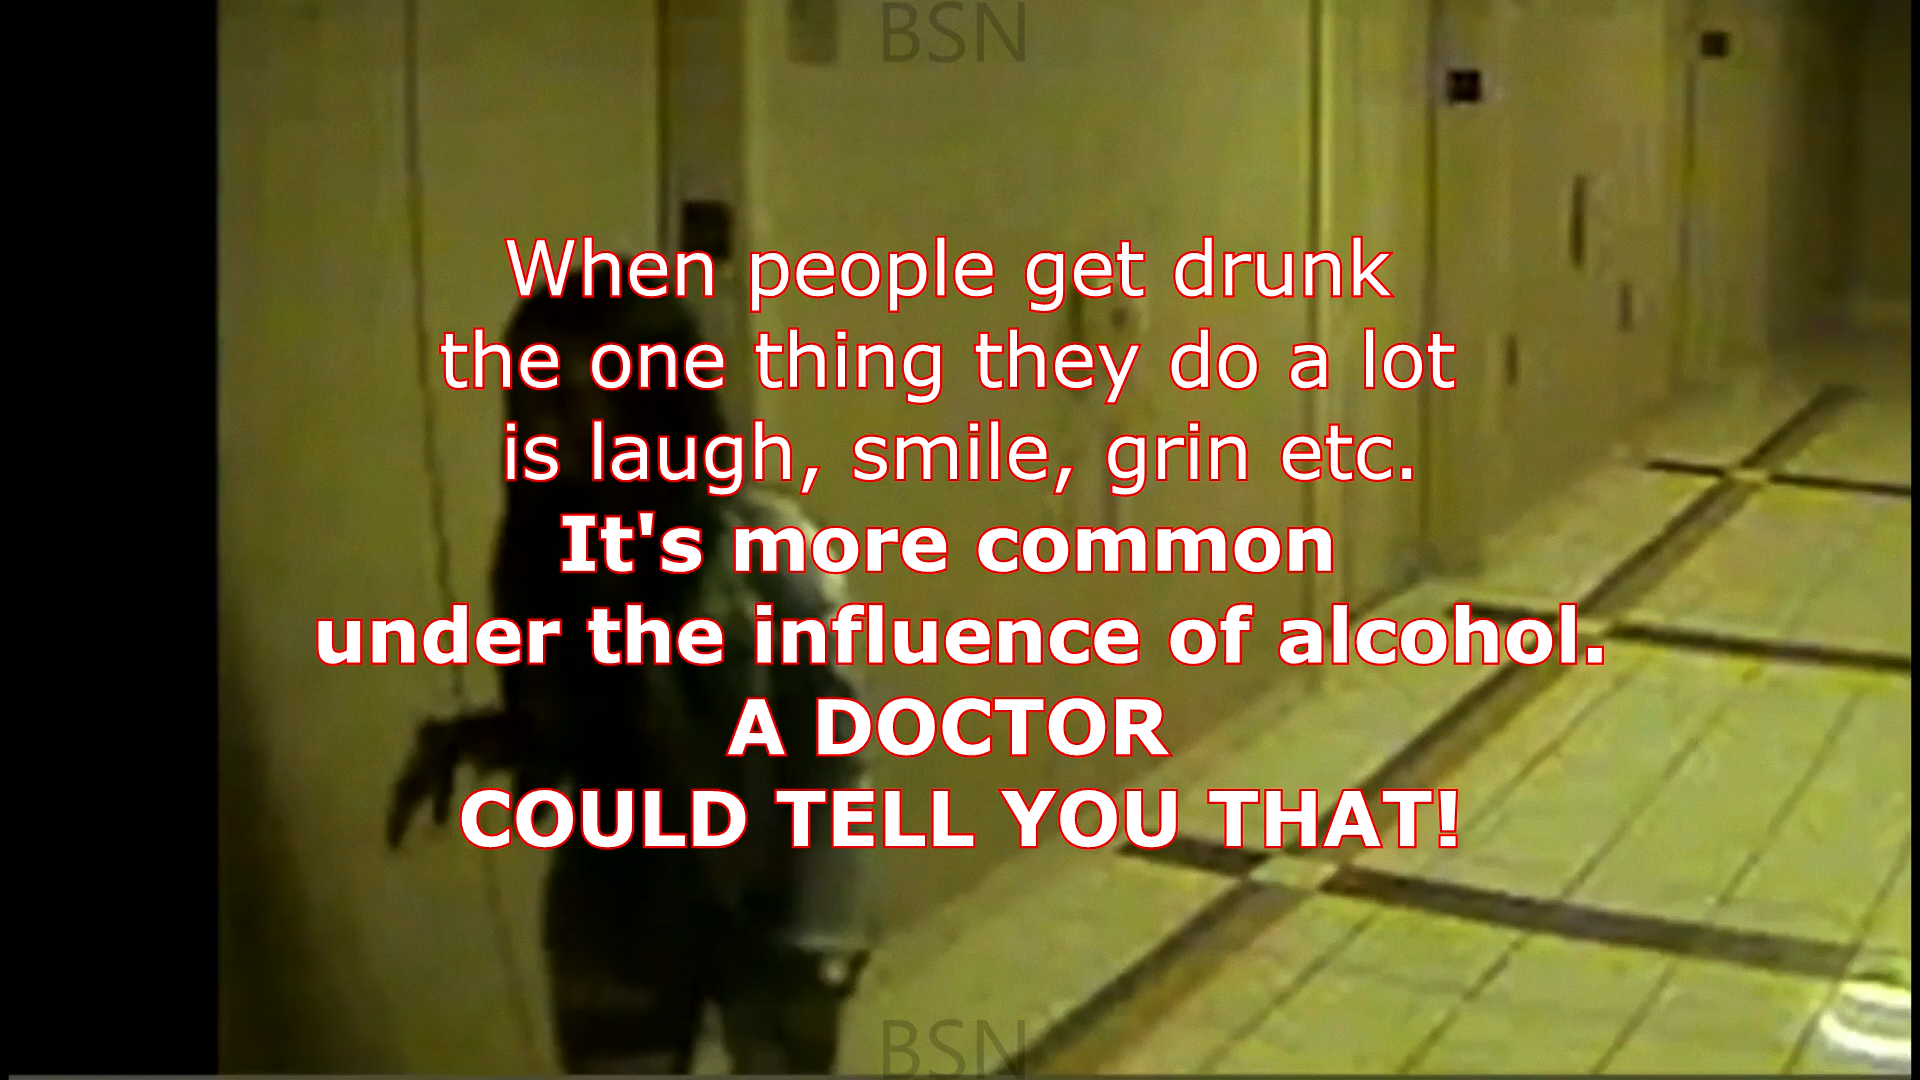 BSN
When people get drunk
the one thing they do a lot
is laugh, smile, grin etc.
It's more common
under the influence of alcohol.
A DOCTOR
COULD TELL YOU THAT!
BSN